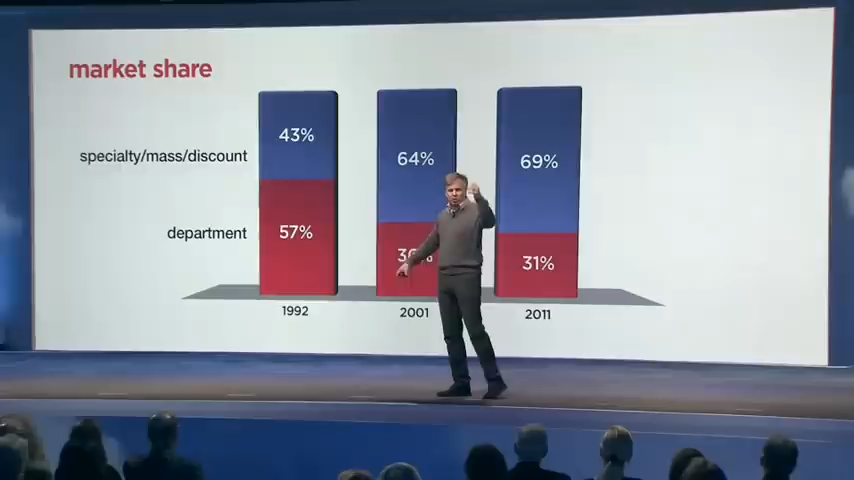 market share
43%
64%
69%
specialty/mass/discount
department
57%
31%
1992
2001
2011